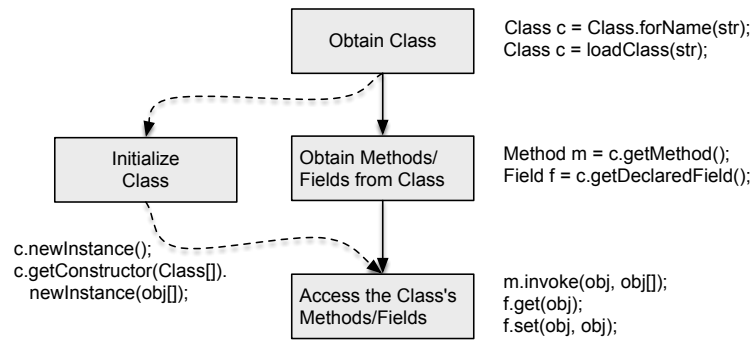 Obtain Class
Class c = Class.forName(str);
Class c = loadClass(str);
Initialize
Class
Obtain Methods/
Fields from Class
Method m = c.getMethod();
Field f = c.getDeclaredField();
c.newInstance();
c.getConstructor(Class[]).
newInstance(obj[]);
Access the Class's
Methods/Fields
m.invoke(obj, obj[]);
f.get(obj);
f.set(obj, obj);